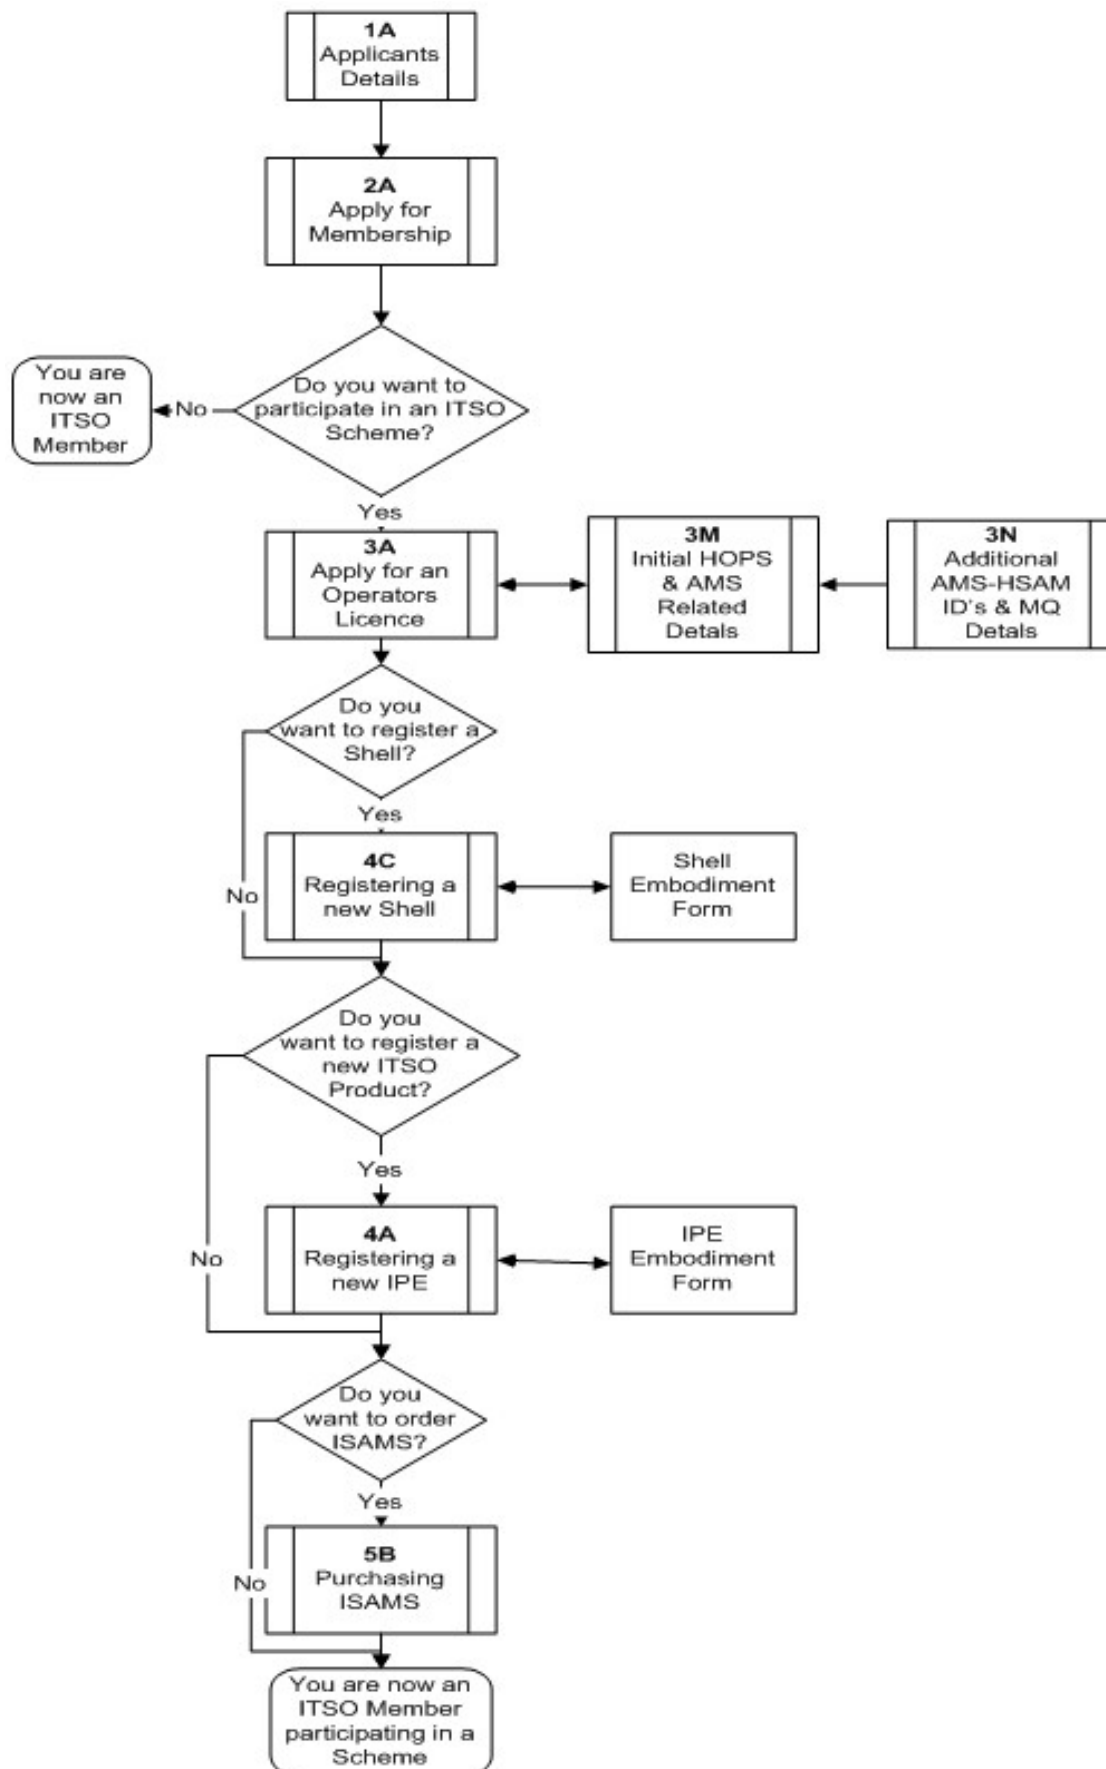 1A
Applicants
Details
2A
Apply for
Membership
You are
now an
ITSO
Member
No
Do you want to
participate in an ITSO
Scheme?
Yes
3A
Apply for an
Operators
Licence
3M
Initial HOPS
& AMS
Related
Detals
3N
Additional
AMS-HSAM
ID's & MQ
Detals
Do you
want to register a
Shell?
Yes
No
4C
Registering a
new Shell
Shell
Embodiment
Form
Do you
want to register a
new ITSO
Product?
Yes
No
4A
Registering a
new IPE
IPE
Embodiment
Form
Do you
want to order
ISAMS?
Yes
No
5B
Purchasing
ISAMS
You are now an
ITSO Member
participating in a
Scheme